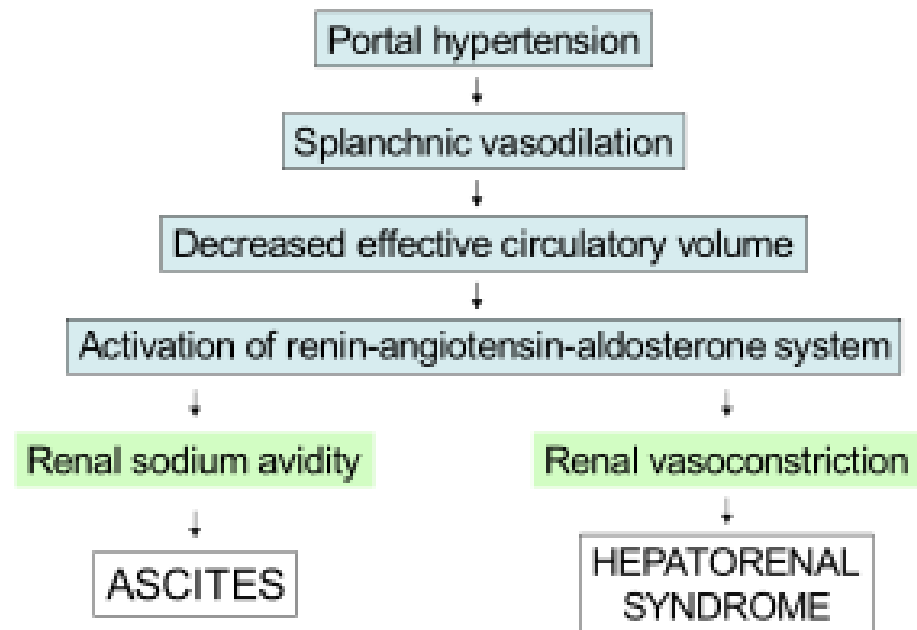 Portal hypertension
Splanchnic vasodilation
Decreased effective circulatory volume
Activation of renin-angiotensin-aldosterone system
Renal sodium avidity
Renal vasoconstriction
ASCITES
HEPATORENAL
SYNDROME